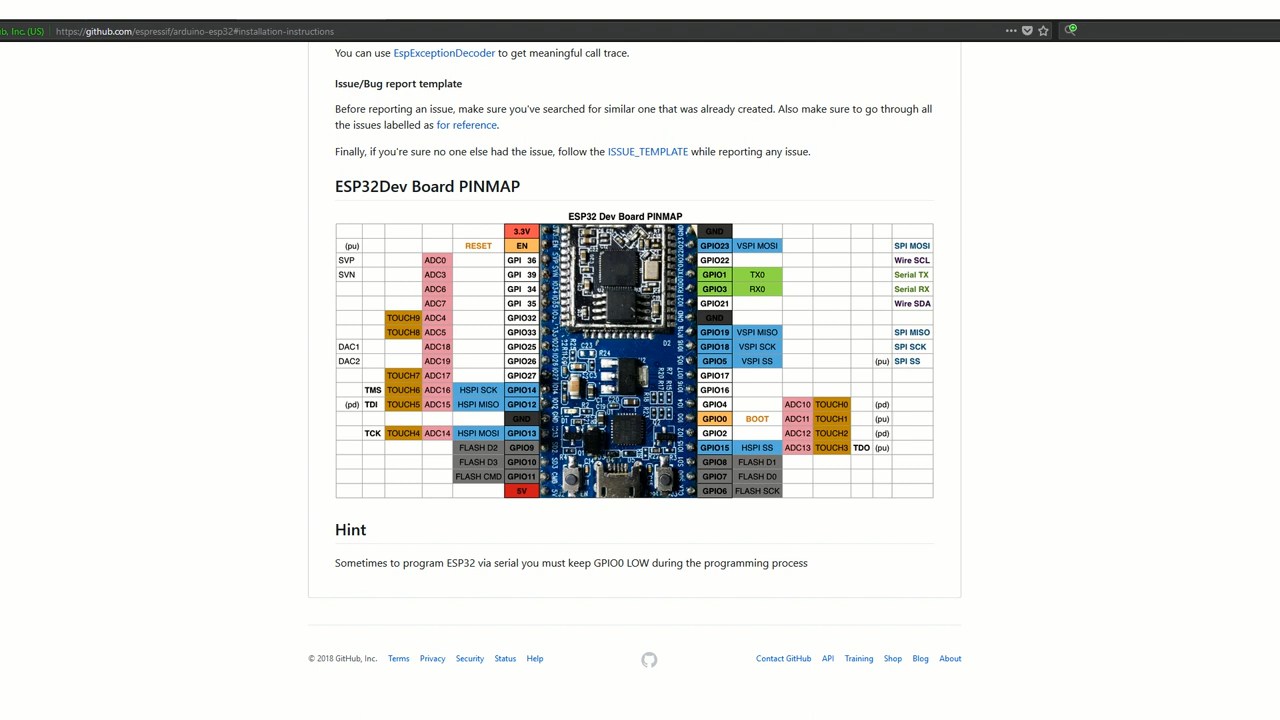 b, Inc. (US) https://github.com/espressif/arduino-esp32#installation-instructions
You can use EspExceptionDecoder to get meaningful call trace.
Issue/Bug report template
Before reporting an issue, make sure you've searched for similar one that was already created. Also make sure to go through all
the issues labelled as for reference.
Finally, if you're sure no one else had the issue, follow the ISSUE_TEMPLATE while reporting any issue.
ESP32Dev Board PINMAP
ESP32 Dev Board PINMAP
3.3V GND
(pu) RESET EN GPIO23 VSPI MOSI SPI MOSI
SVP ADC0 GPI 36 GPIO22 Wire SCL
SVN ADC3 GPI 39 GPIO1 TX0 Serial TX
ADC6 GPI 34 GPIO3 RX0 Serial RX
ADC7 GPI 35 GPIO21 Wire SDA
TOUCH9 ADC4 GPIO32 GND
TOUCH8 ADC5 GPIO33 GPIO19 VSPI MISO SPI MISO
DAC1 ADC18 GPIO25 GPIO18 VSPI SCK SPI SCK
DAC2 ADC19 GPIO26 GPIO5 VSPI SS (pu) SPI SS
TOUCH7 ADC17 GPIO27 GPIO17
TMS TOUCH6 ADC16 HSPI SCK GPIO14 GPIO16
(pd) TDI TOUCH5 ADC15 HSPI MISO GPIO12 GPIO4 ADC10 TOUCH0 (pd)
GND GPIO0 BOOT ADC11 TOUCH1 (pu)
TCK TOUCH4 ADC14 HSPI MOSI GPIO13 GPIO2 ADC12 TOUCH2 (pd)
FLASH D2 GPIO9 GPIO15 HSPI SS ADC13 TOUCH3 TDO (pu)
FLASH D3 GPIO10 GPIO8 FLASH D1
FLASH CMD GPIO11 GPIO7 FLASH D0
5V GPIO6 FLASH SCK
Hint
Sometimes to program ESP32 via serial you must keep GPIO0 LOW during the programming process
© 2018 GitHub, Inc. Terms Privacy Security Status Help Contact GitHub API Training Shop Blog About